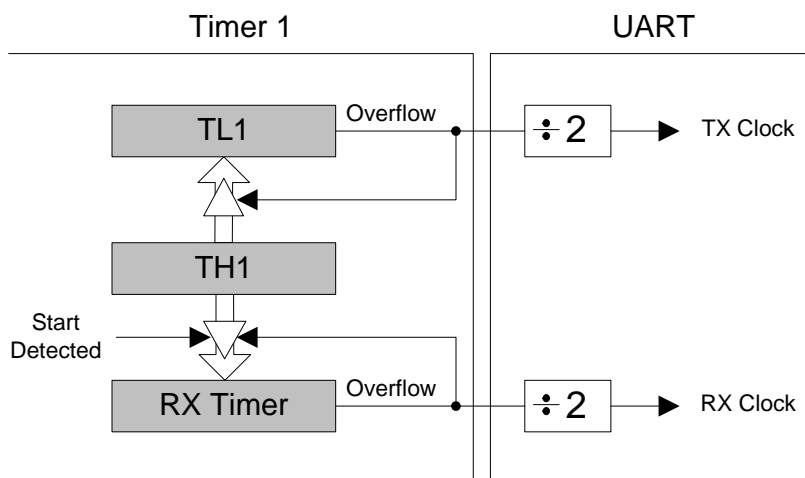 Timer 1
UART
TL1
Overflow
÷2
TX Clock
TH1
Start
Detected
RX Timer
Overflow
÷2
RX Clock